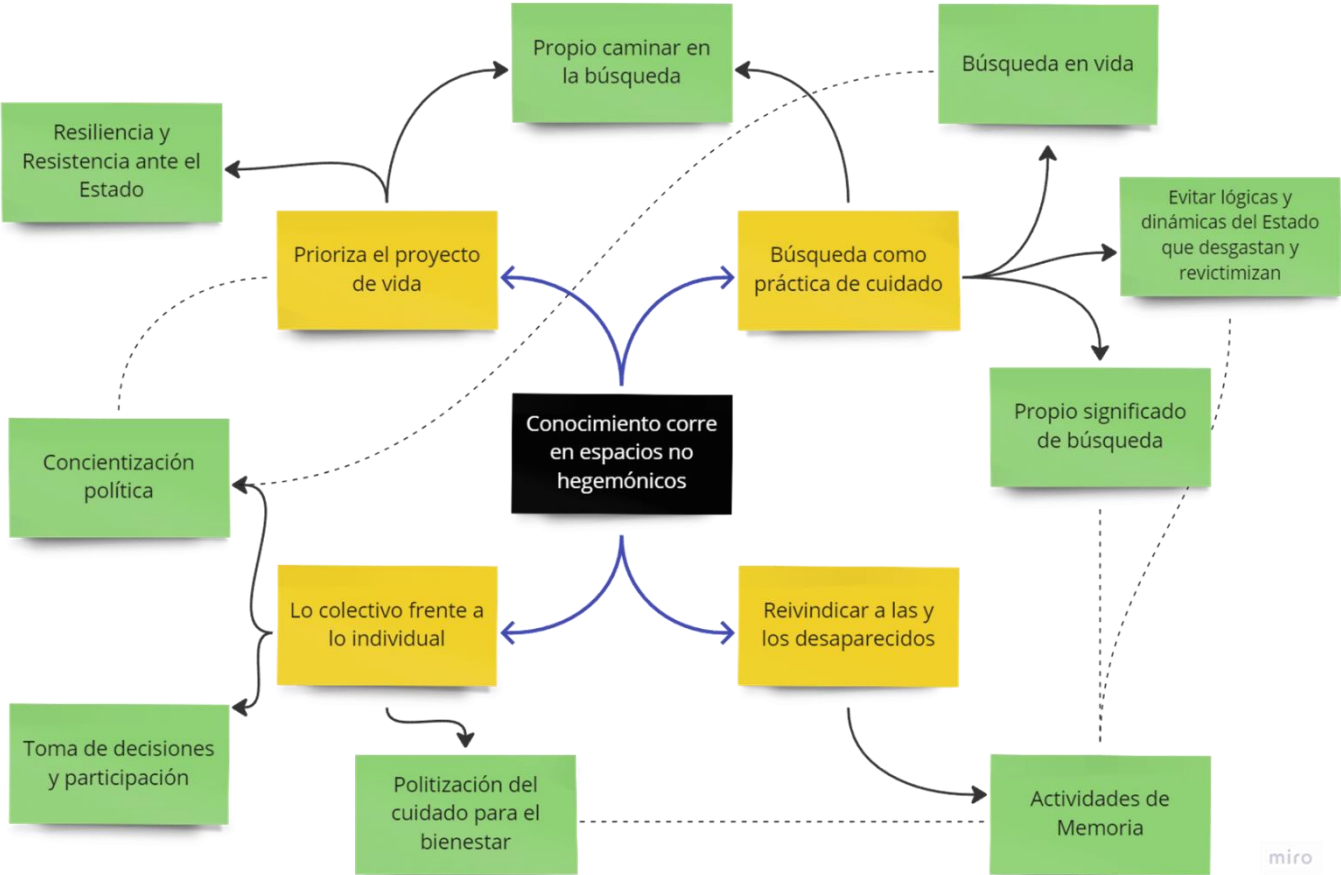 Propio caminar en
la búsqueda
Búsqueda en vida
Resiliencia y
Resistencia ante el
Estado
Evitar lógicas y
dinámicas del Estado
que desgastan y
revictimizan
Prioriza el proyecto
de vida
Búsqueda como
práctica de cuidado
Conocimiento corre
en espacios no
hegemónicos
Propio significado
de búsqueda
Concientización
política
Lo colectivo frente a
lo individual
Reivindicar a las y
los desaparecidos
Toma de decisiones
y participación
Politización del
cuidado para el
bienestar
Actividades de
Memoria
miro